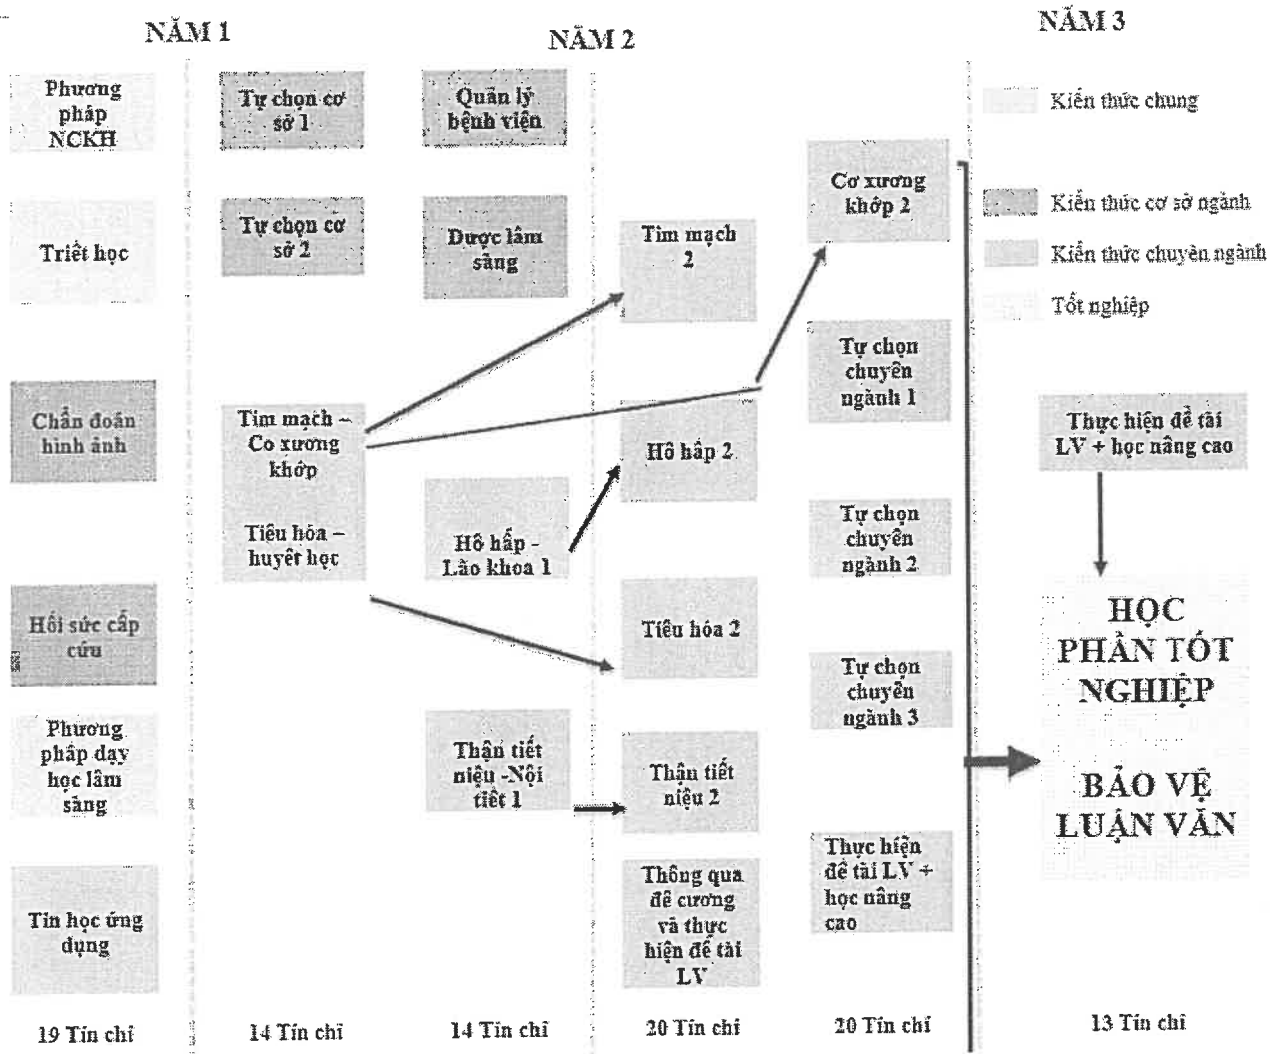 NĂM 1
NĂM 2
NĂM 3
Phương
pháp
NCKH
Triết học
Chẩn đoán
hình ảnh
Hồi sức cấp
cứu
Phương
pháp dạy
học lâm
sàng
Tin học ứng
dụng
19 Tín chỉ
Tự chọn cơ
sở 1
Tự chọn cơ
sở 2
Tim mạch –
Cơ xương
khớp
Tiêu hóa –
huyết học
14 Tín chỉ
Quản lý
bệnh viện
Dược lâm
sàng
Hô hấp -
Lão khoa 1
Thận tiết
niệu -Nội
tiết 1
14 Tín chỉ
Tim mạch
2
Hô hấp 2
Tiêu hóa 2
Thận tiết
niệu 2
Thông qua
đề cương
và thực
hiện đề tài
LV
20 Tín chỉ
Cơ xương
khớp 2
Tự chọn
chuyên
ngành 1
Tự chọn
chuyên
ngành 2
Tự chọn
chuyên
ngành 3
Thực hiện
đề tài LV +
học nâng
cao
20 Tín chỉ
Kiến thức chung
Kiến thức cơ sở ngành
Kiến thức chuyên ngành
Tốt nghiệp
Thực hiện đề tài
LV + học nâng cao
HỌC
PHẦN TỐT
NGHIỆP
BẢO VỆ
LUẬN VĂN
13 Tín chỉ